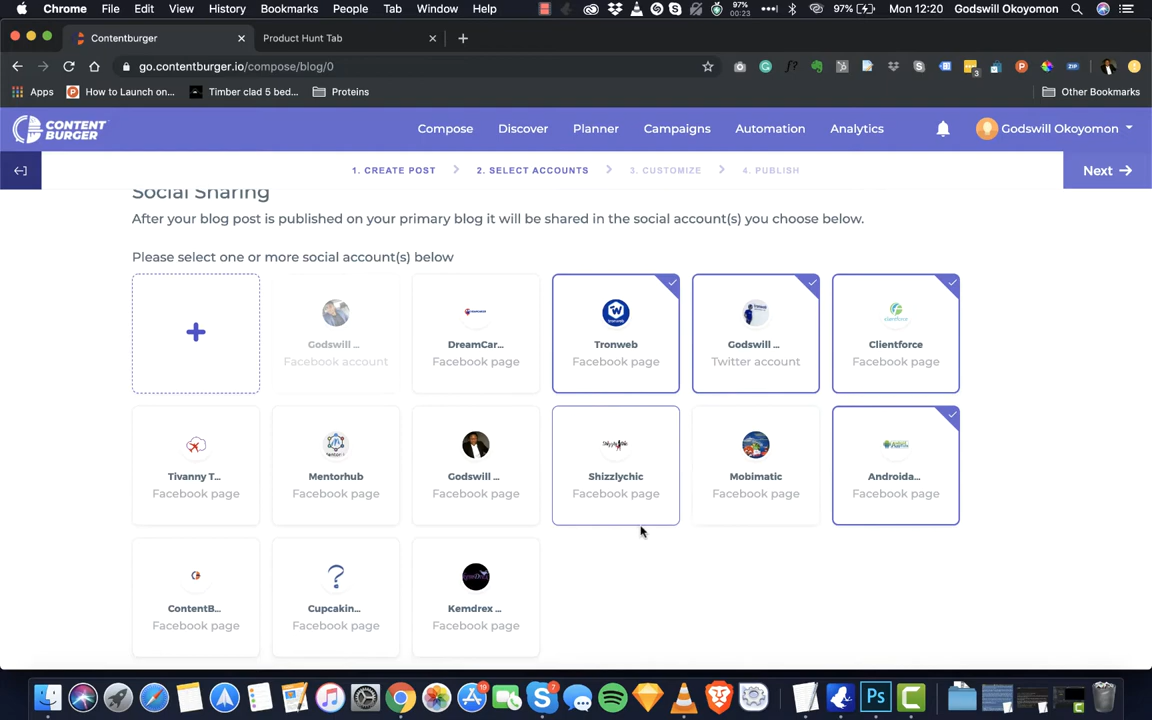 Chrome File Edit View History Bookmarks People Tab Window Help 97% 00:23 97% Mon 12:20 Godswill Okoyomon
Contentburger Product Hunt Tab
go.contentburger.io/compose/blog/0
Apps How to Launch on... Timber clad 5 bed... Proteins Other Bookmarks
CONTENT BURGER Compose Discover Planner Campaigns Automation Analytics Godswill Okoyomon
1. CREATE POST 2. SELECT ACCOUNTS 3. CUSTOMIZE 4. PUBLISH Next
Social Sharing
After your blog post is published on your primary blog it will be shared in the social account(s) you choose below.
Please select one or more social account(s) below
Godswill ... DreamCar... Tronweb Godswill ... Clientforce
Facebook account Facebook page Facebook page Twitter account Facebook page
Tivanny T... Mentorhub Godswill ... Shizzlychic Mobimatic Androida...
Facebook page Facebook page Facebook page Facebook page Facebook page Facebook page
ContentB... Cupcakin... Kemdrex ...
Facebook page Facebook page Facebook page